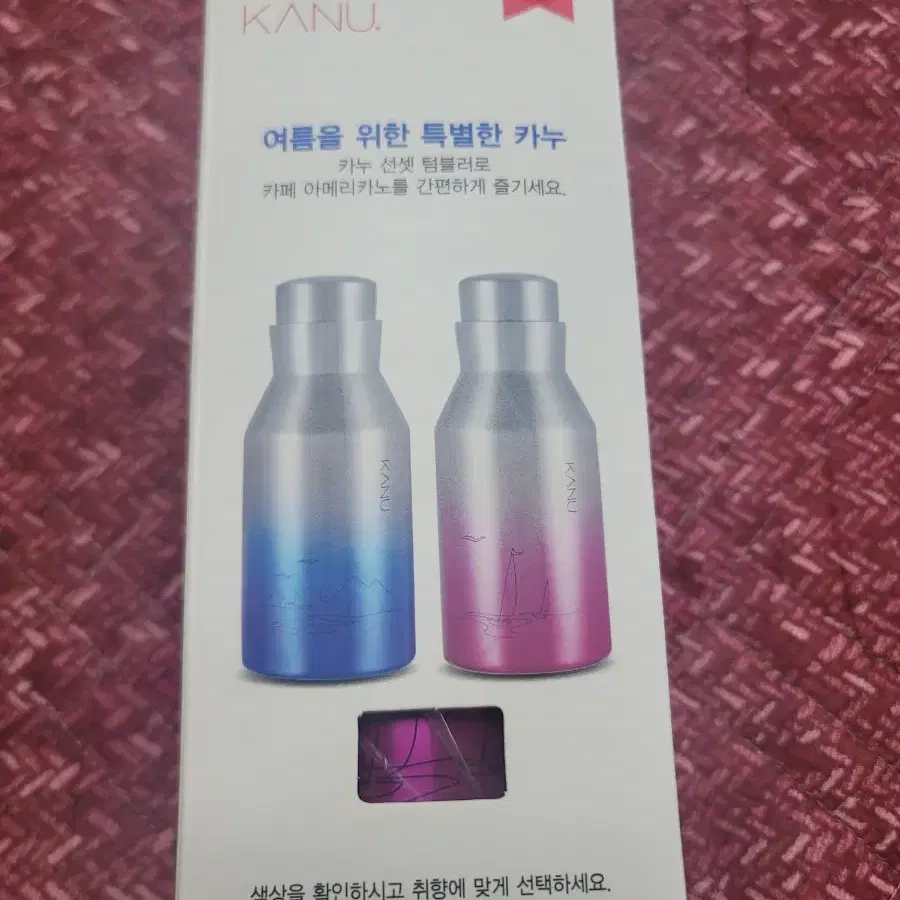 KANU.
여름을 위한 특별한 카누
카누 선셋 텀블러로
카페 아메리카노를 간편하게 즐기세요.
KANU
KANU
색상을 확인하시고 취향에 맞게 선택하세요.